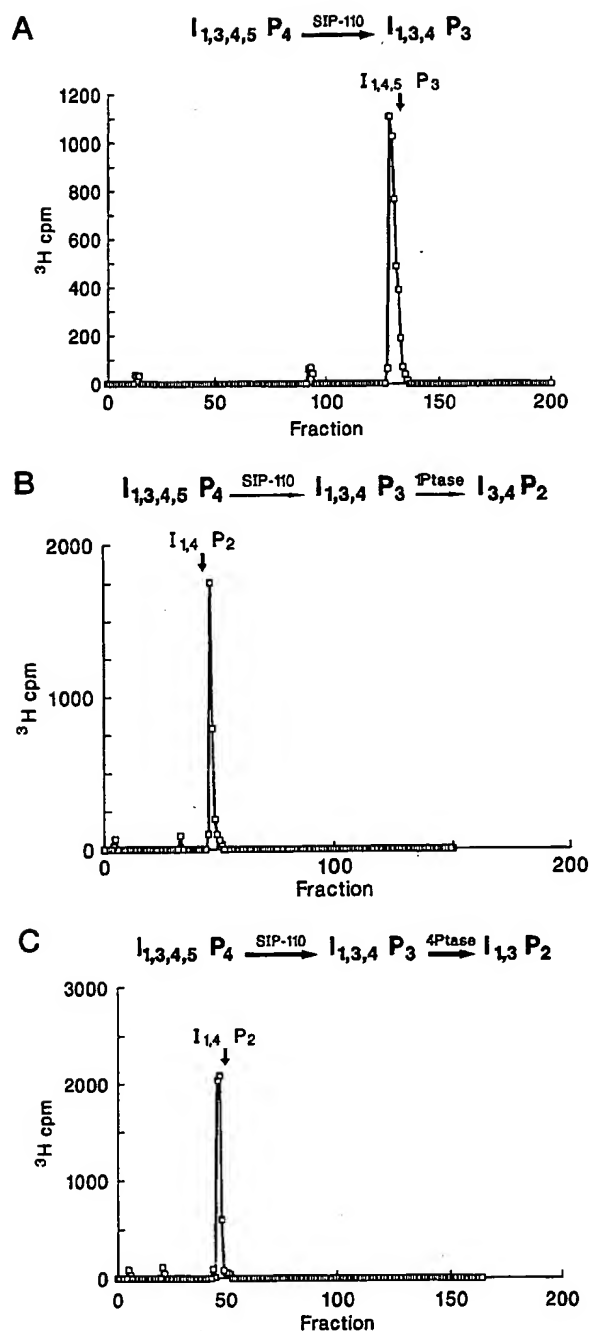 A
I1,3,4,5 P4 SIP-110 I1,3,4 P3
I1,4,5 P3
1200
1000
800
600
400
200
0
³H cpm
0 50 100 150 200
Fraction
B
I1,3,4,5 P4 SIP-110 I1,3,4 P3 1Ptase I3,4 P2
I1,4 P2
2000
1000
0
³H cpm
0 100 200
Fraction
C
I1,3,4,5 P4 SIP-110 I1,3,4 P3 4Ptase I1,3 P2
I1,4 P2
3000
2000
1000
0
³H cpm
0 50 100 200
Fraction